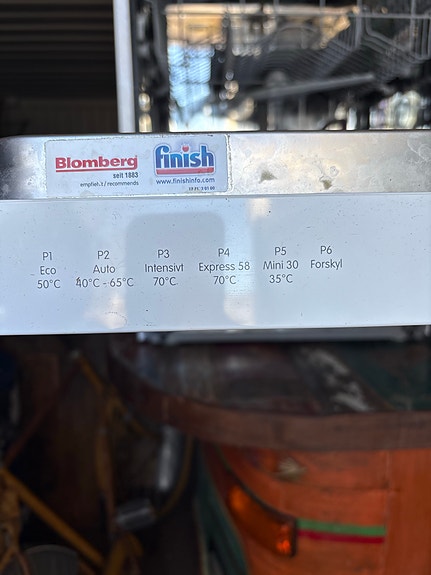 Blomberg
seit 1883
empfiehlt / recommends
finish
www.finishinfo.com
P1
Eco
50°C
P2
Auto
40°C - 65°C
P3
Intensivt
70°C
P4
Express 58
70°C
P5
Mini 30
35°C
P6
Forskyl